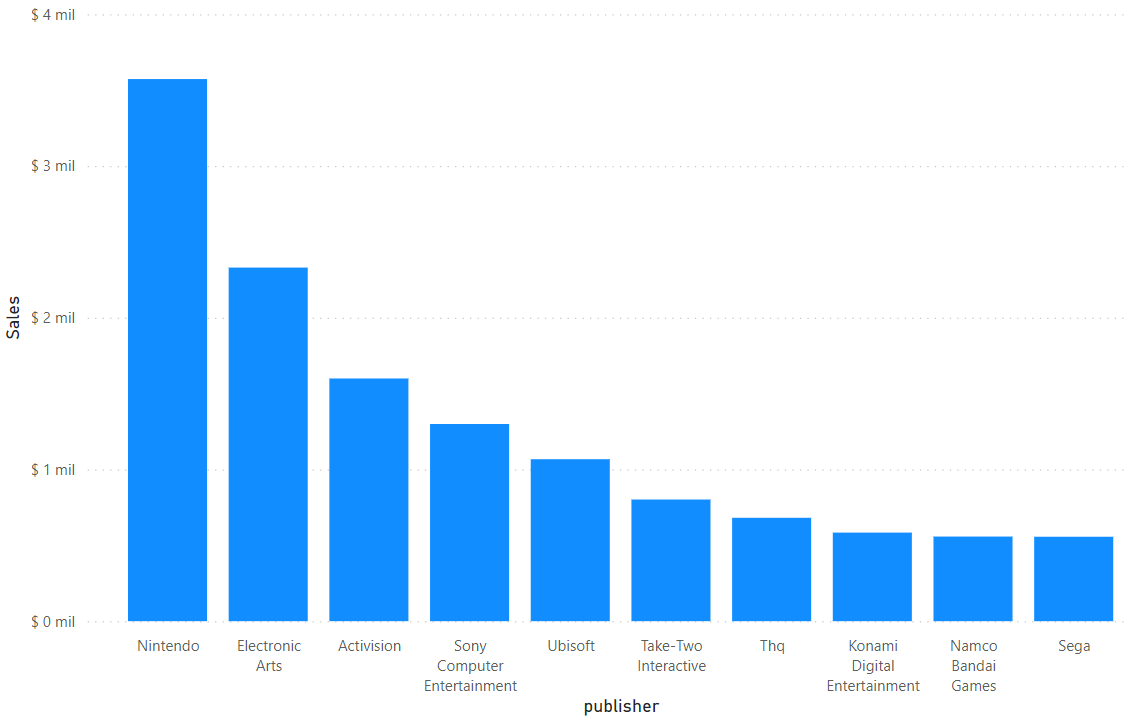 $ 4 mil
$ 3 mil
$ 2 mil
$ 1 mil
$ 0 mil
Sales
Nintendo
Electronic
Arts
Activision
Sony
Computer
Entertainment
Ubisoft
Take-Two
Interactive
Thq
Konami
Digital
Entertainment
Namco
Bandai
Games
Sega
publisher